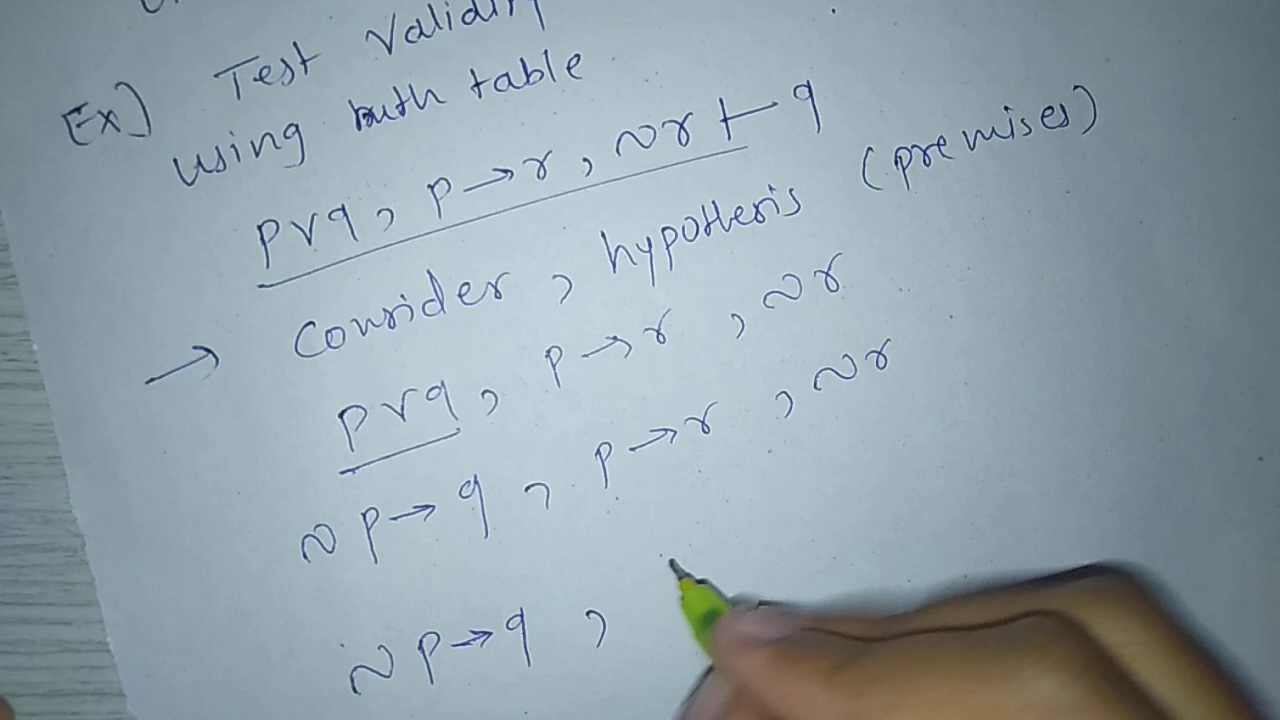 Ex) Test Validity
using truth table
p∨q, p→r, ~r ⊢ q
→ Consider, hypothesis (premises)
p∨q, p→r, ~r
~p→q, p→r, ~r
~p→q,